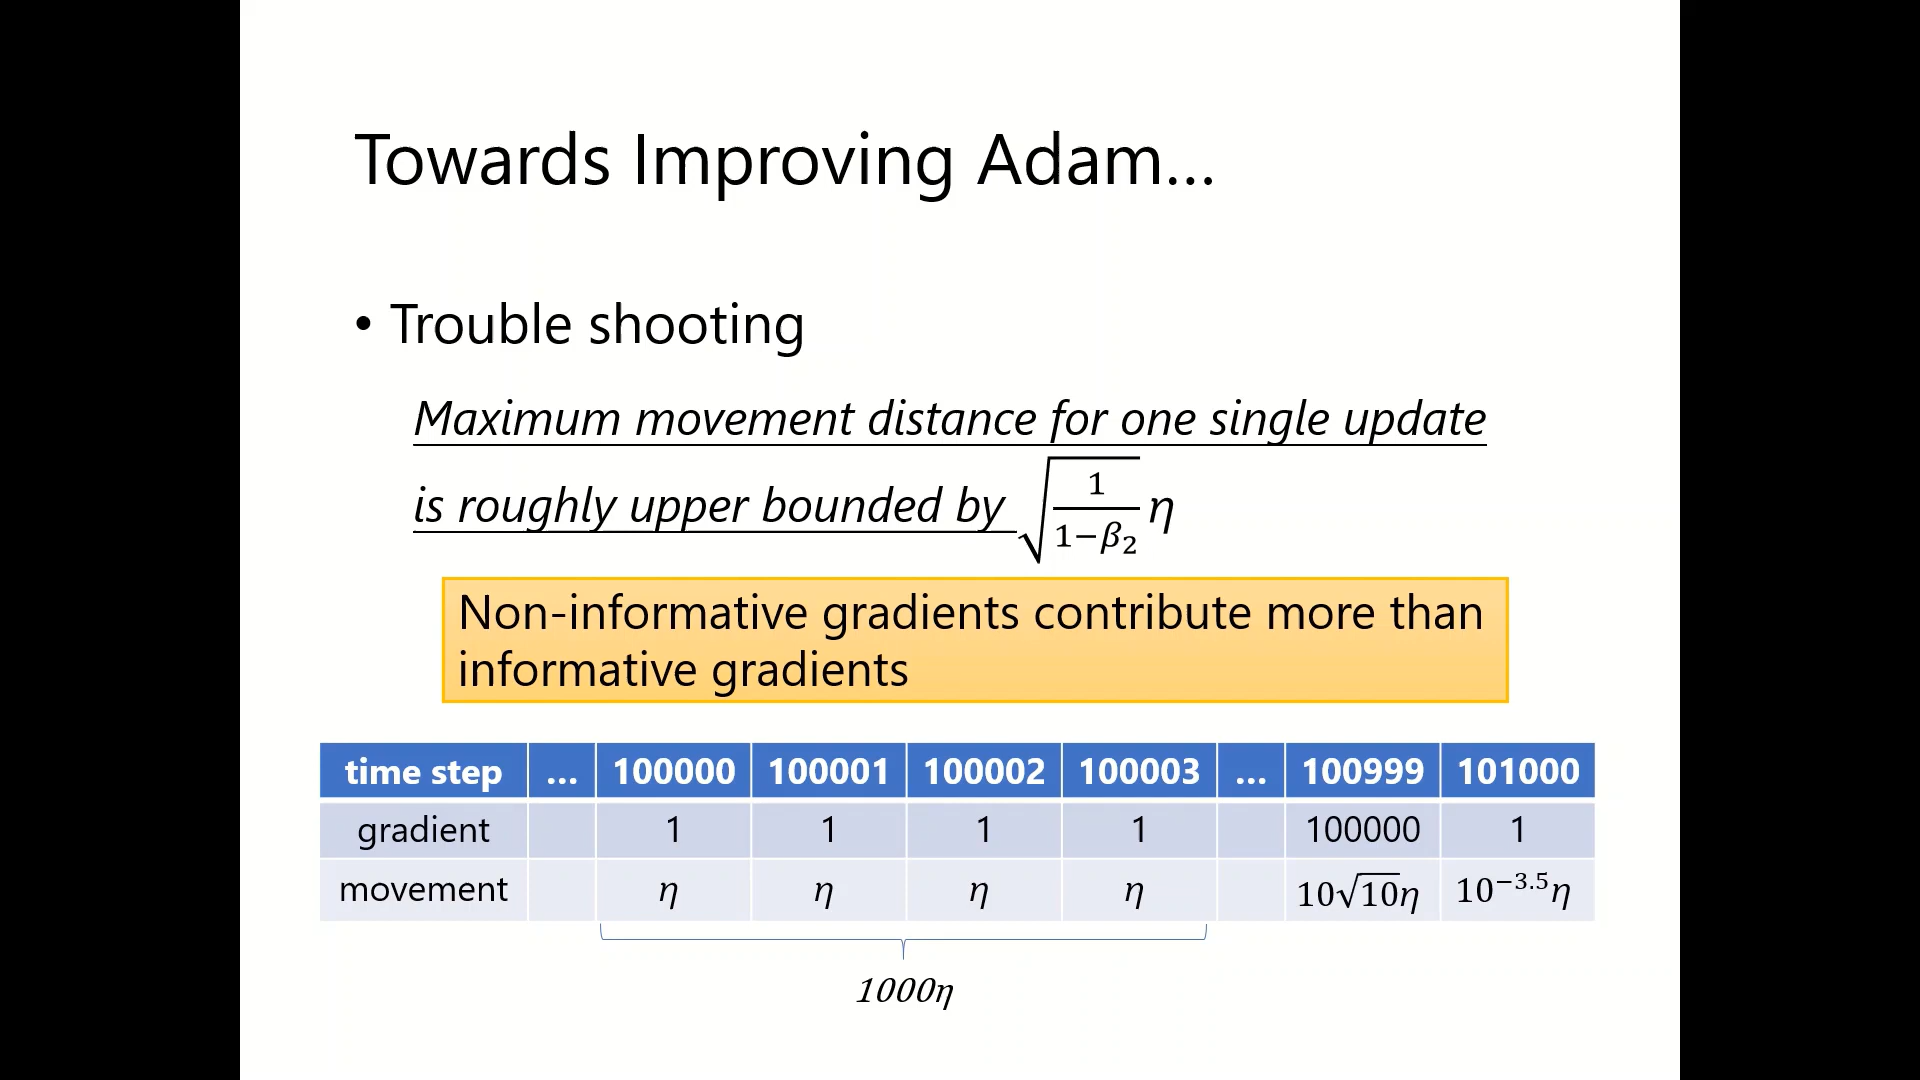 Towards Improving Adam...
• Trouble shooting
Maximum movement distance for one single update
is roughly upper bounded by √(1/(1−β₂)) η
Non-informative gradients contribute more than
informative gradients
time step ... 100000 100001 100002 100003 ... 100999 101000
gradient 1 1 1 1 100000 1
movement η η η η 10√10η 10^−3.5η
1000η